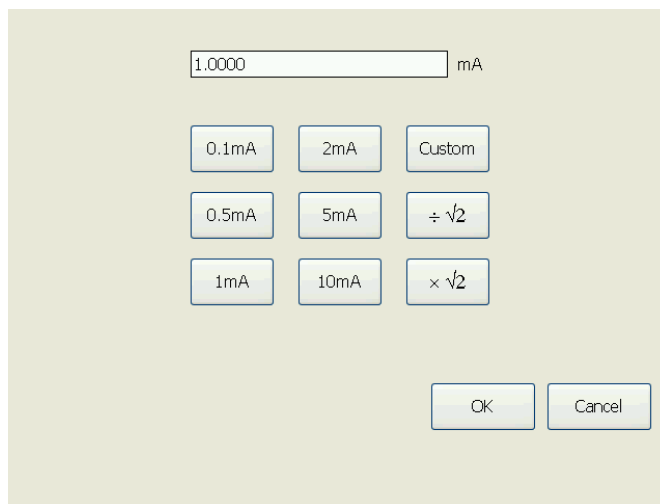 1.0000 mA
0.1mA 2mA Custom
0.5mA 5mA ÷ √2
1mA 10mA × √2
OK Cancel